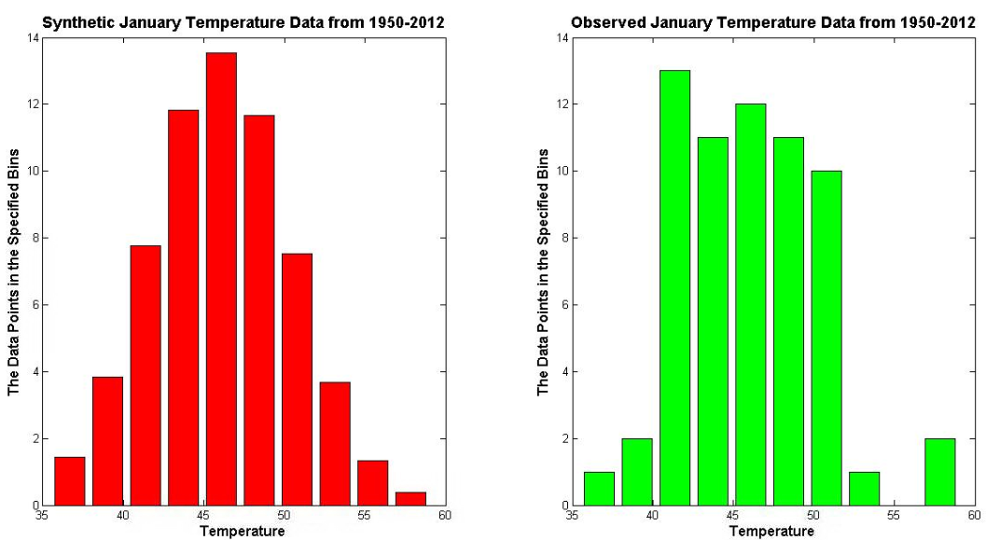 Synthetic January Temperature Data from 1950-2012
The Data Points in the Specified Bins
14
12
10
8
6
4
2
0
35 40 45 50 55 60
Temperature
Observed January Temperature Data from 1950-2012
The Data Points in the Specified Bins
14
12
10
8
6
4
2
0
35 40 45 50 55 60
Temperature